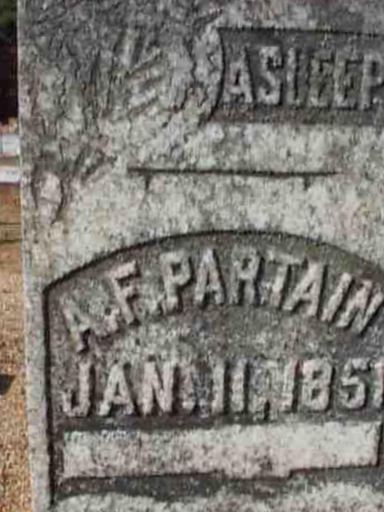 ASLEEP
A.F. PARTAIN
JAN. 11, 1851